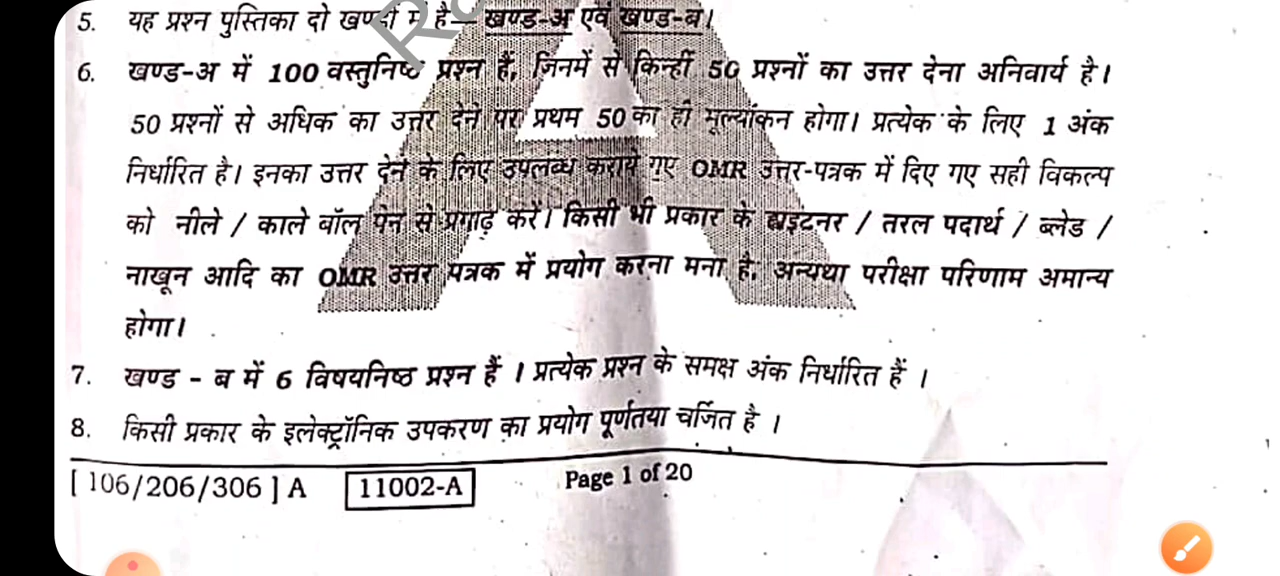 5. यह प्रश्न पुस्तिका दो खण्डों में है— खण्ड-अ एवं खण्ड-ब।
6. खण्ड-अ में 100 वस्तुनिष्ठ प्रश्न हैं, जिनमें से किन्हीं 50 प्रश्नों का उत्तर देना अनिवार्य है।
50 प्रश्नों से अधिक का उत्तर देने पर प्रथम 50 का ही मूल्यांकन होगा। प्रत्येक के लिए 1 अंक
निर्धारित है। इनका उत्तर देने के लिए उपलब्ध कराये गए OMR उत्तर-पत्रक में दिए गए सही विकल्प
को नीले / काले बॉल पेन से प्रगाढ़ करें। किसी भी प्रकार के ह्वाइटनर / तरल पदार्थ / ब्लेड /
नाखून आदि का OMR उत्तर पत्रक में प्रयोग करना मना है, अन्यथा परीक्षा परिणाम अमान्य
होगा।
7. खण्ड - ब में 6 विषयनिष्ठ प्रश्न हैं । प्रत्येक प्रश्न के समक्ष अंक निर्धारित हैं ।
8. किसी प्रकार के इलेक्ट्रॉनिक उपकरण का प्रयोग पूर्णतया वर्जित है ।
[ 106/206/306 ] A 11002-A Page 1 of 20